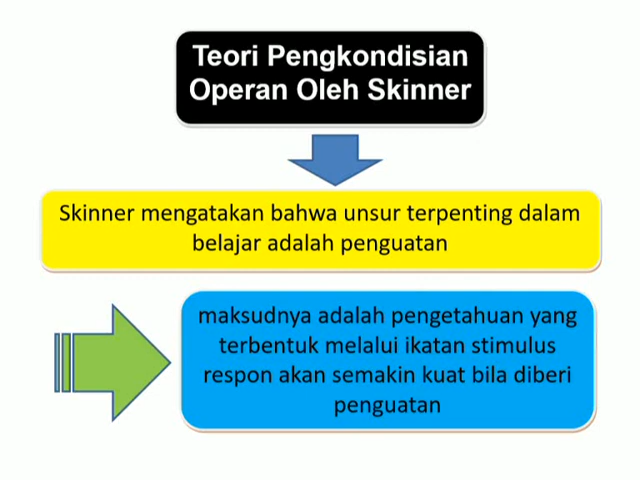 Teori Pengkondisian
Operan Oleh Skinner
Skinner mengatakan bahwa unsur terpenting dalam
belajar adalah penguatan
maksudnya adalah pengetahuan yang
terbentuk melalui ikatan stimulus
respon akan semakin kuat bila diberi
penguatan